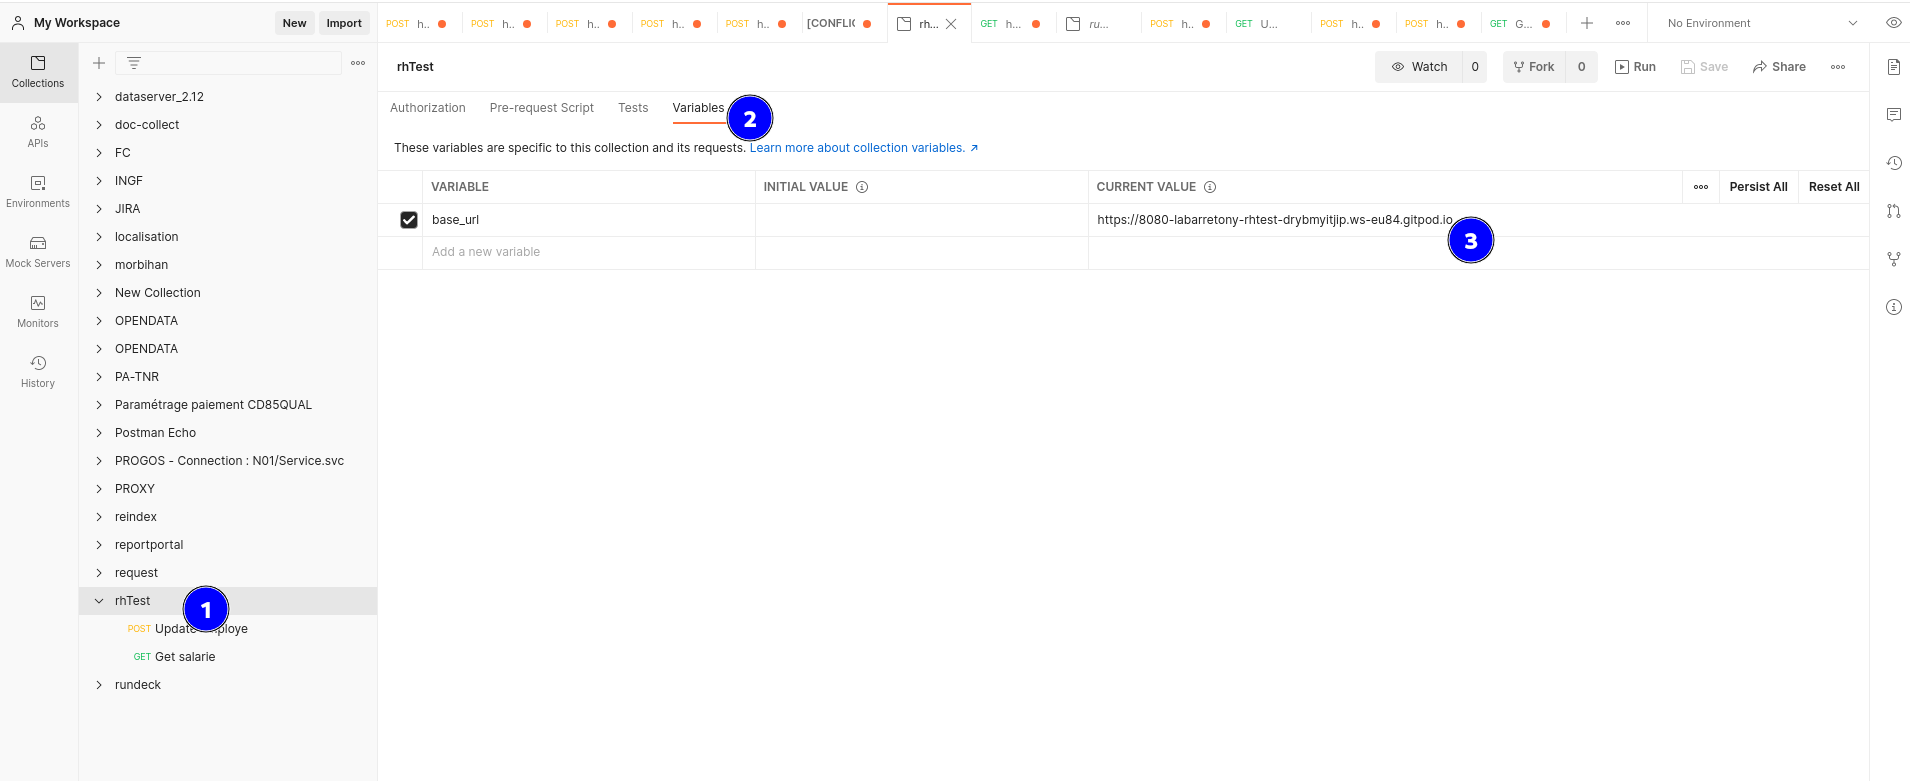 My Workspace
New
Import
POST h..
POST h..
POST h..
POST h..
POST h..
[CONFLIC
rh...
GET h...
ru...
POST h..
GET U...
POST h..
POST h..
GET G...
No Environment
Collections
APIs
Environments
Mock Servers
Monitors
History
dataserver_2.12
doc-collect
FC
INGF
JIRA
localisation
morbihan
New Collection
OPENDATA
OPENDATA
PA-TNR
Paramétrage paiement CD85QUAL
Postman Echo
PROGOS - Connection : N01/Service.svc
PROXY
reindex
reportportal
request
rhTest
1
POST Update employe
GET Get salarie
rundeck
rhTest
Watch 0
Fork 0
Run
Save
Share
Authorization
Pre-request Script
Tests
Variables
2
These variables are specific to this collection and its requests. Learn more about collection variables. ↗
VARIABLE
INITIAL VALUE
CURRENT VALUE
Persist All
Reset All
base_url
https://8080-labarretony-rhtest-drybmyitjip.ws-eu84.gitpod.io
3
Add a new variable